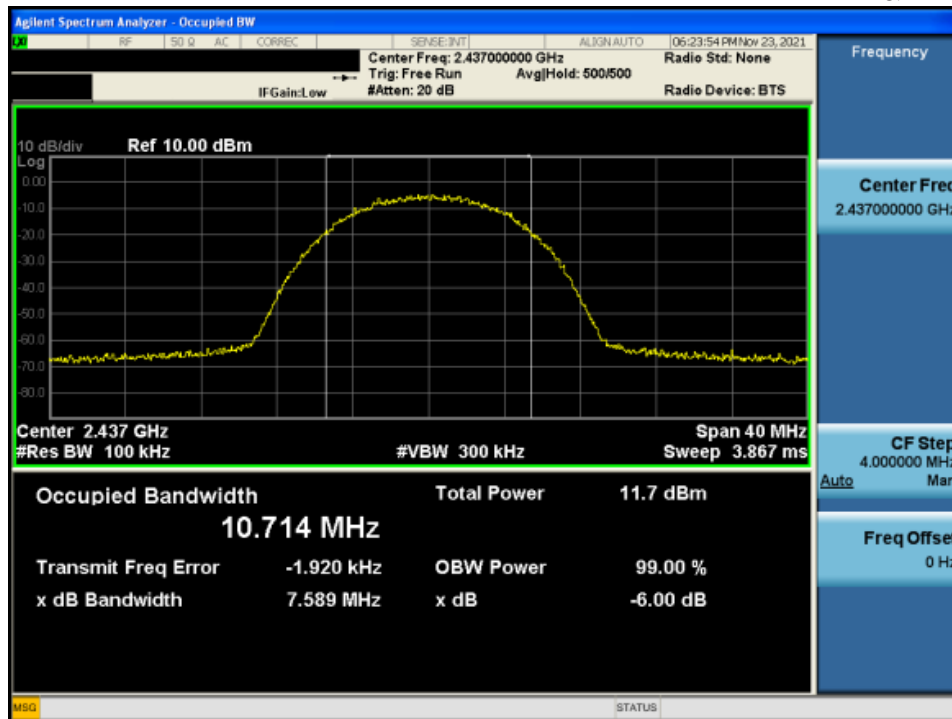 Agilent Spectrum Analyzer - Occupied BW
LXI RF 50 Ω AC CORREC SENSE:INT ALIGN AUTO 06:23:54 PM Nov 23, 2021
Center Freq: 2.437000000 GHz Radio Std: None
Trig: Free Run Avg|Hold: 500/500
IFGain:Low #Atten: 20 dB Radio Device: BTS
Frequency
10 dB/div Ref 10.00 dBm
Log
0.00
-10.0
-20.0
-30.0
-40.0
-50.0
-60.0
-70.0
-80.0
Center Freq
2.437000000 GHz
Center 2.437 GHz Span 40 MHz
#Res BW 100 kHz #VBW 300 kHz Sweep 3.867 ms
CF Step
4.000000 MHz
Auto Man
Occupied Bandwidth Total Power 11.7 dBm
10.714 MHz
Freq Offset
0 Hz
Transmit Freq Error -1.920 kHz OBW Power 99.00 %
x dB Bandwidth 7.589 MHz x dB -6.00 dB
MSG STATUS